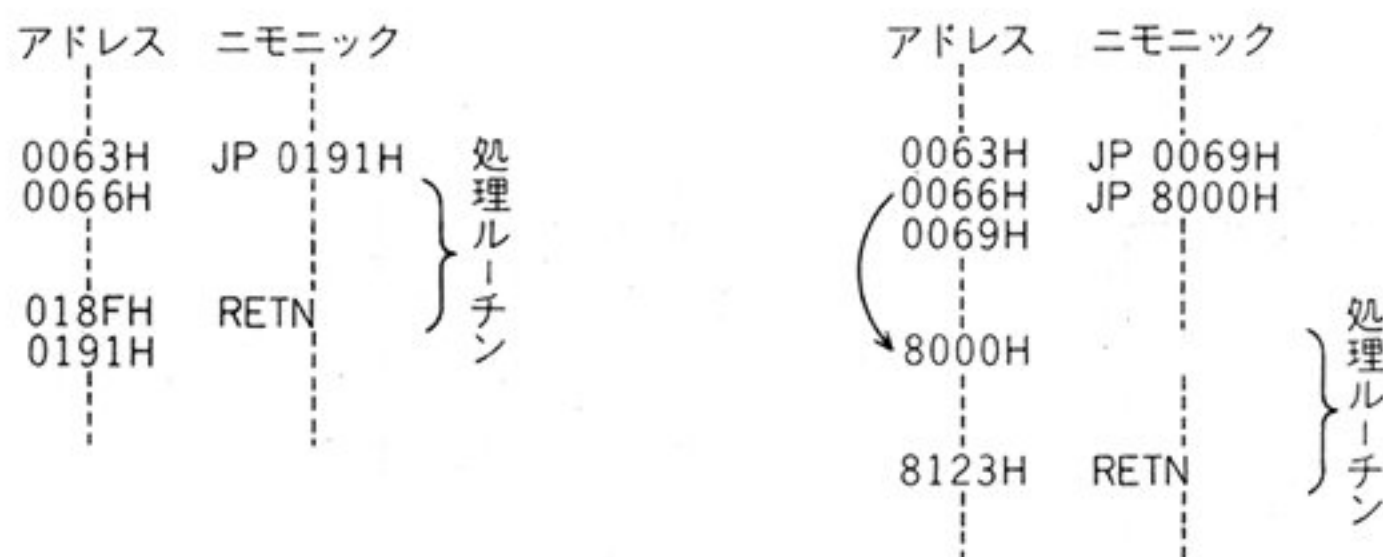 アドレス ニモニック
0063H JP 0191H
0066H
018FH RETN
0191H
処理ルーチン
アドレス ニモニック
0063H JP 0069H
0066H JP 8000H
0069H
8000H
8123H RETN
処理ルーチン